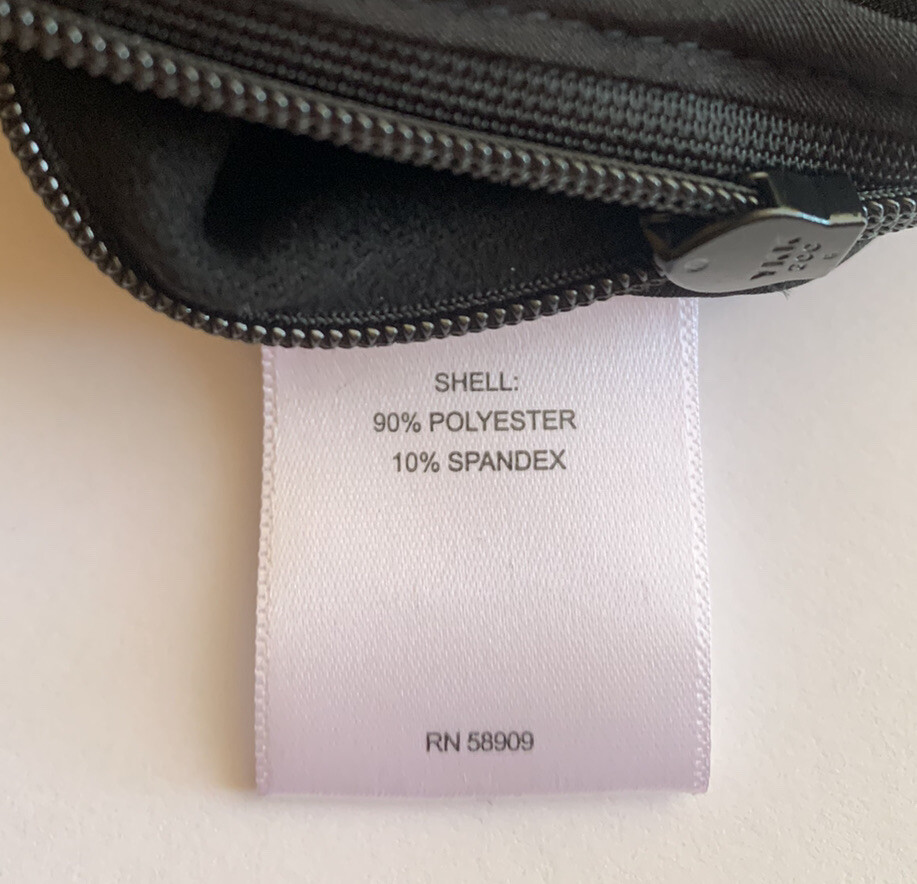 SHELL:
90% POLYESTER
10% SPANDEX
RN 58909